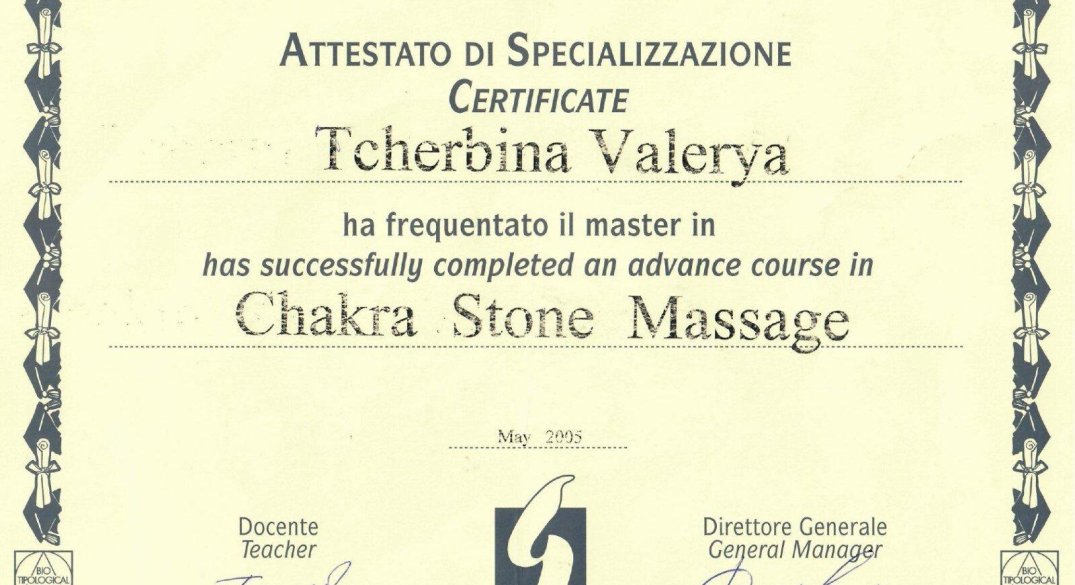 ATTESTATO DI SPECIALIZZAZIONE
CERTIFICATE
Tcherbina Valerya
ha frequentato il master in
has successfully completed an advance course in
Chakra Stone Massage
May 2005
Docente
Teacher
Direttore Generale
General Manager
BIO
TIPOLOGICAL
BIO
TIPOLOGICAL